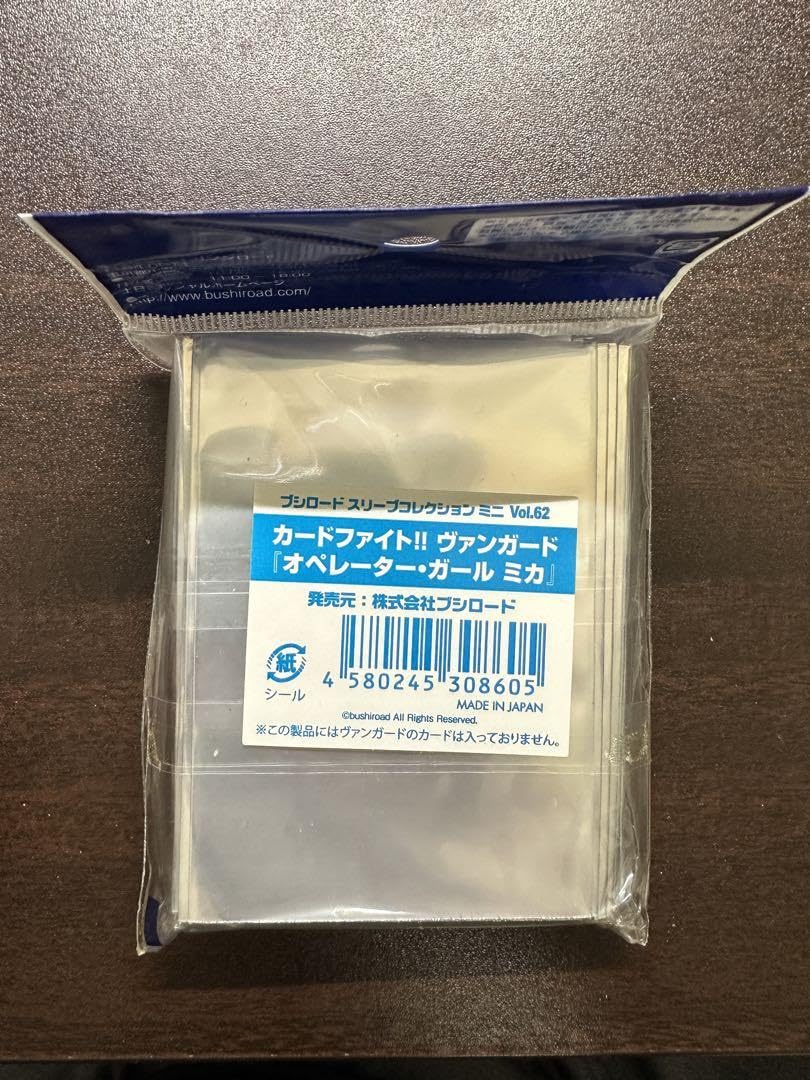 11:00 18:00
http://www.bushiroad.com/
ブシロード スリーブコレクション ミニ Vol.62
カードファイト!! ヴァンガード
『オペレーター・ガール ミカ』
発売元：株式会社ブシロード
紙
シール
4 580245 308605
MADE IN JAPAN
©bushiroad All Rights Reserved.
※この製品にはヴァンガードのカードは入っておりません。